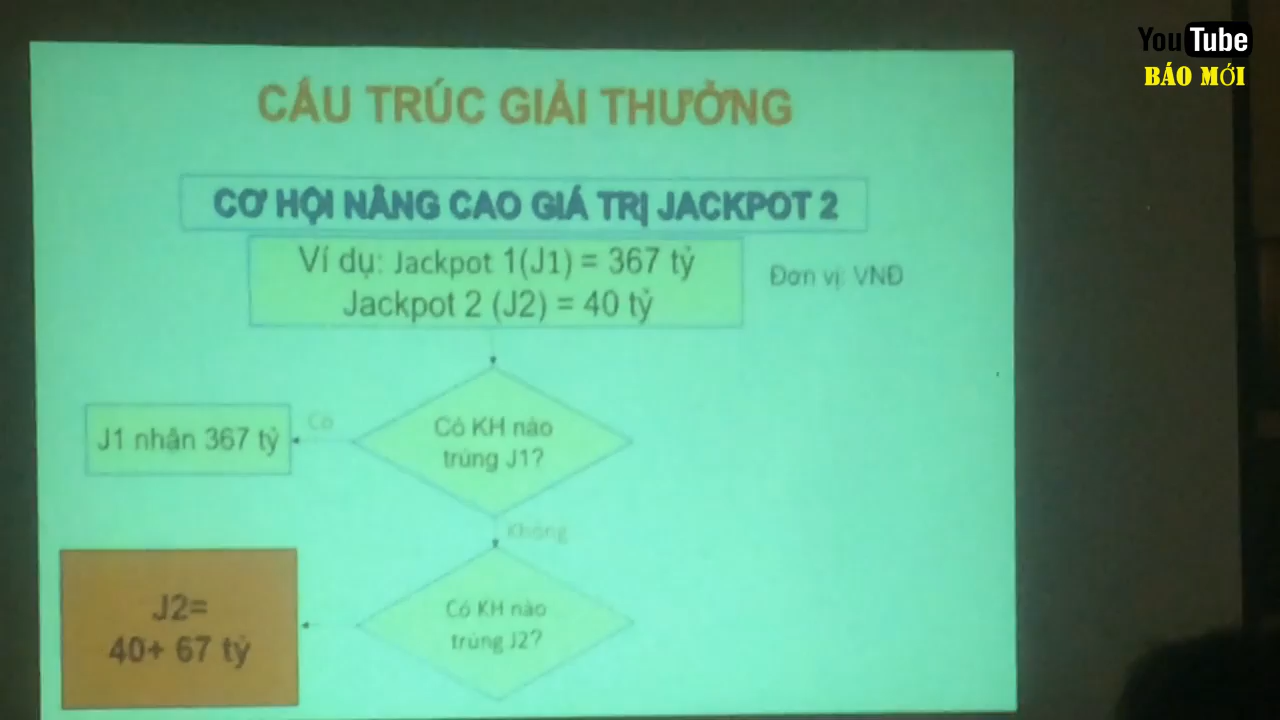 YouTube
BÁO MỚI
CẤU TRÚC GIẢI THƯỞNG
CƠ HỘI NÂNG CAO GIÁ TRỊ JACKPOT 2
Ví dụ: Jackpot 1(J1) = 367 tỷ
Jackpot 2 (J2) = 40 tỷ
Đơn vị: VNĐ
Có KH nào
trúng J1?
Có
J1 nhận 367 tỷ
Không
Có KH nào
trúng J2?
J2=
40+ 67 tỷ